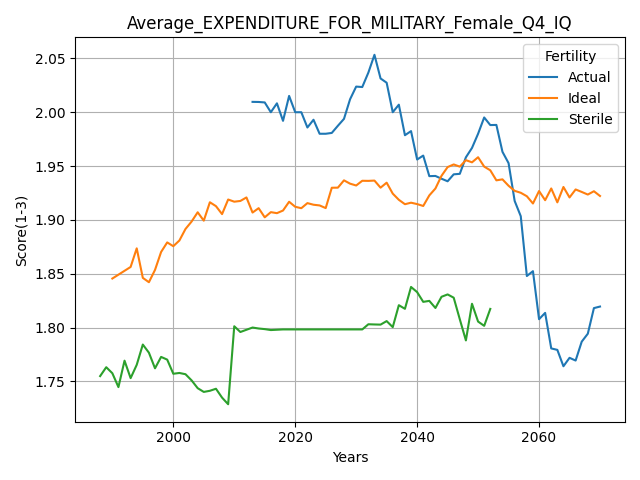 Average_EXPENDITURE_FOR_MILITARY_Female_Q4_IQ
Fertility
Actual
Ideal
Sterile
Score(1-3)
2.05
2.00
1.95
1.90
1.85
1.80
1.75
2000
2020
2040
2060
Years